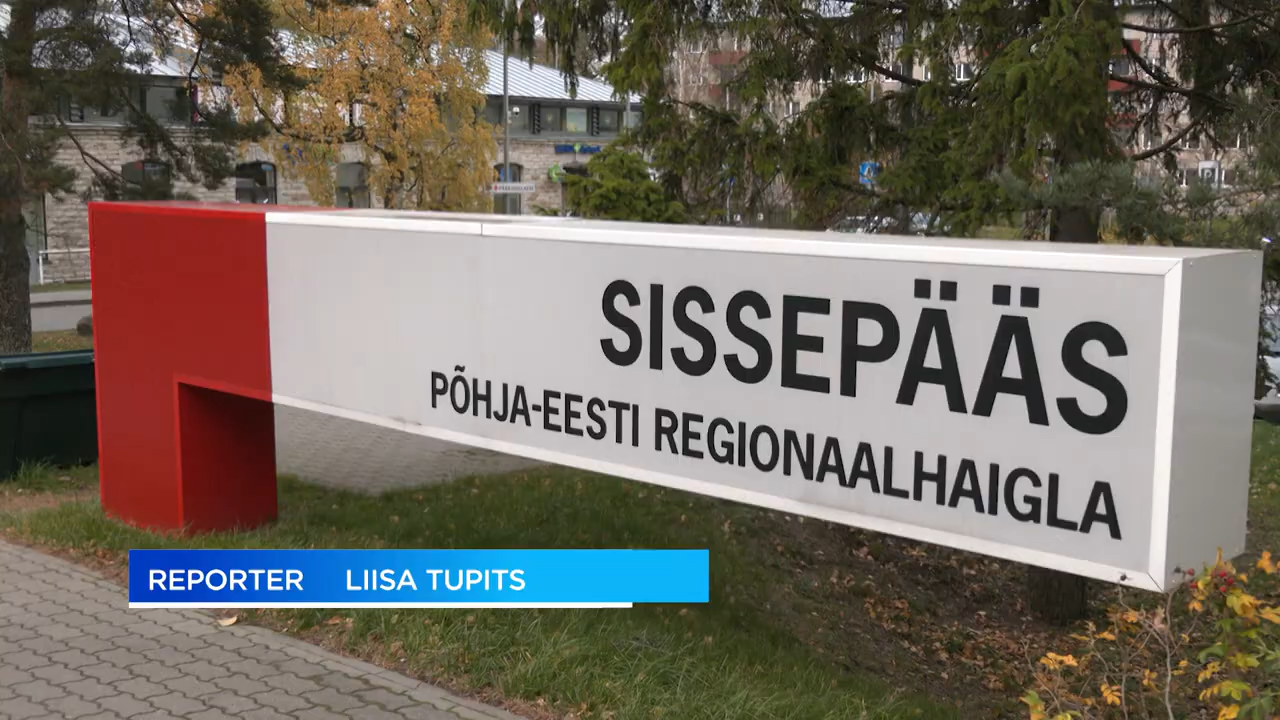 SISSEPÄÄS
PÕHJA-EESTI REGIONAALHAIGLA
REPORTER LIISA TUPITS